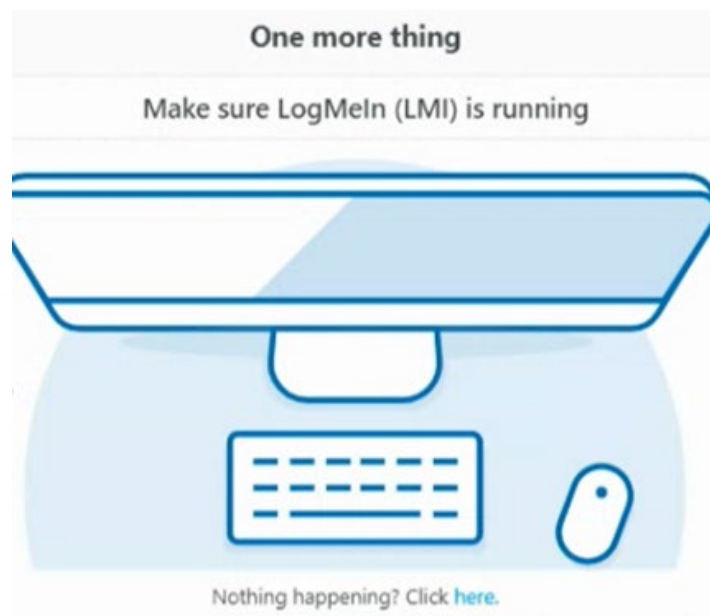 One more thing
Make sure LogMeIn (LMI) is running
Nothing happening? Click here.